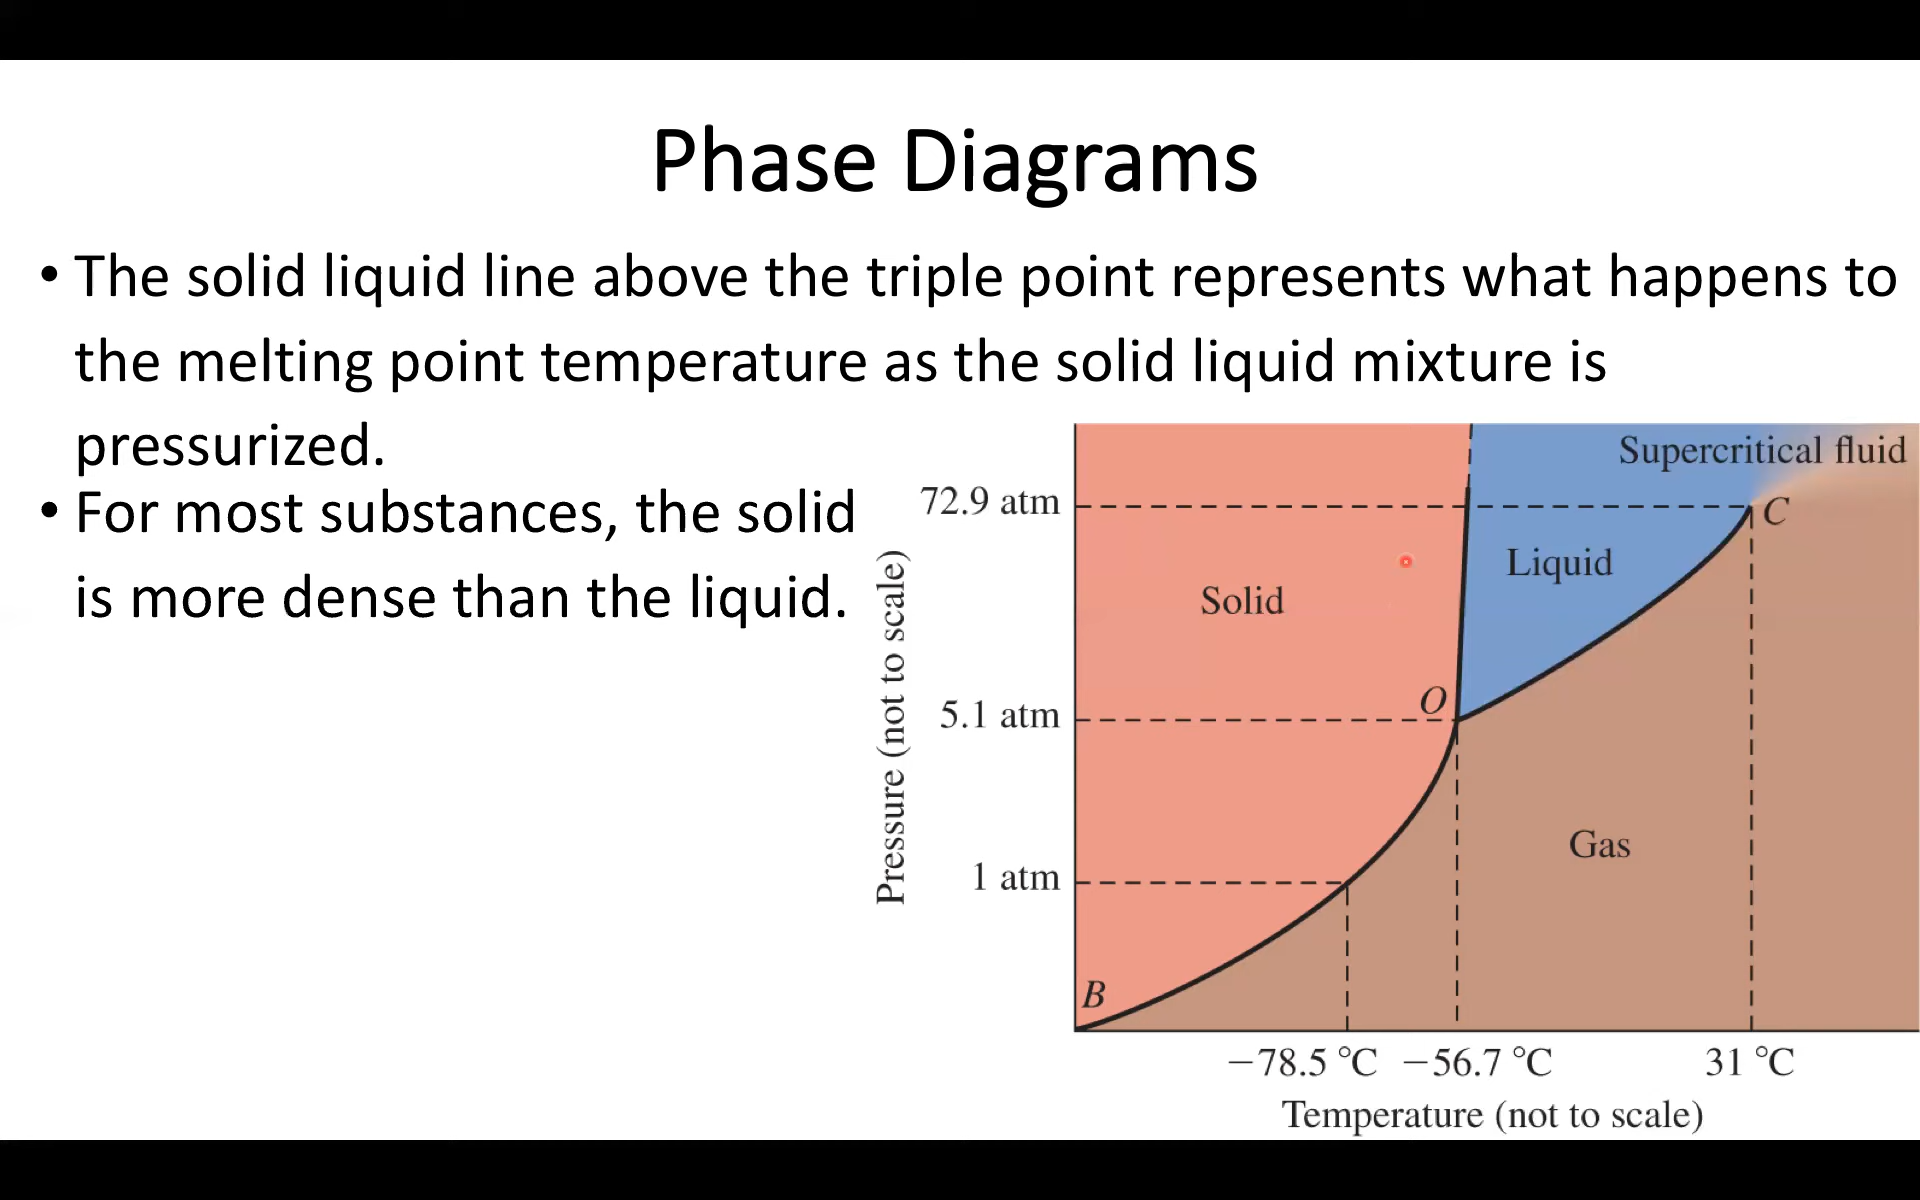 Phase Diagrams
• The solid liquid line above the triple point represents what happens to
the melting point temperature as the solid liquid mixture is
pressurized.
• For most substances, the solid
is more dense than the liquid.
Pressure (not to scale)
72.9 atm
5.1 atm
1 atm
Supercritical fluid
C
Liquid
Solid
O
Gas
B
−78.5 °C −56.7 °C 31 °C
Temperature (not to scale)